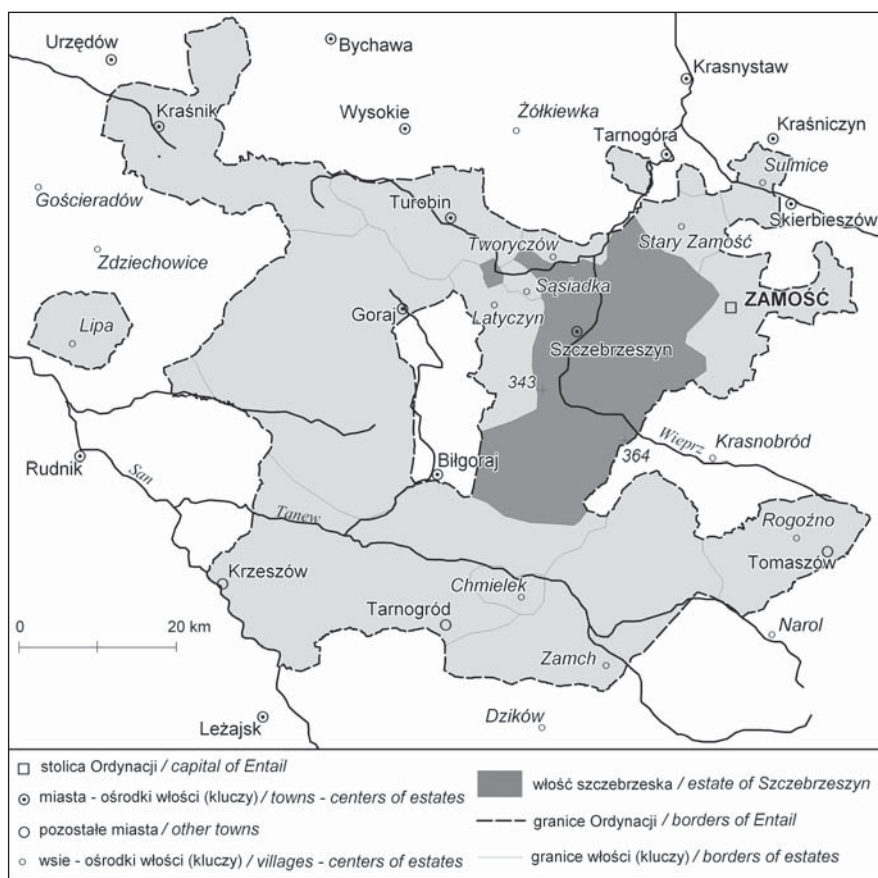 Urzędów
Bychawa
Krasnystaw
Kraśnik
Wysokie
Żółkiewka
Tarnogóra
Kraśniczyn
Sulmice
Gościeradów
Turobin
Skierbieszów
Zdziechowice
Tworyczów
Stary Zamość
Sąsiadka
ZAMOŚĆ
Lipa
Goraj
Latyczyn
Szczebrzeszyn
343
Wieprz
Krasnobród
364
Rudnik
San
Biłgoraj
Tanew
Rogoźno
Tomaszów
Krzeszów
Chmielek
Tarnogród
0 20 km
Narol
Zamch
Leżajsk
Dzików
stolica Ordynacji / capital of Entail
miasta - ośrodki włości (kluczy) / towns - centers of estates
pozostałe miasta / other towns
wsie – ośrodki włości (kluczy) / villages - centers of estates
włość szczebrzeska / estate of Szczebrzeszyn
granice Ordynacji / borders of Entail
granice włości (kluczy) / borders of estates